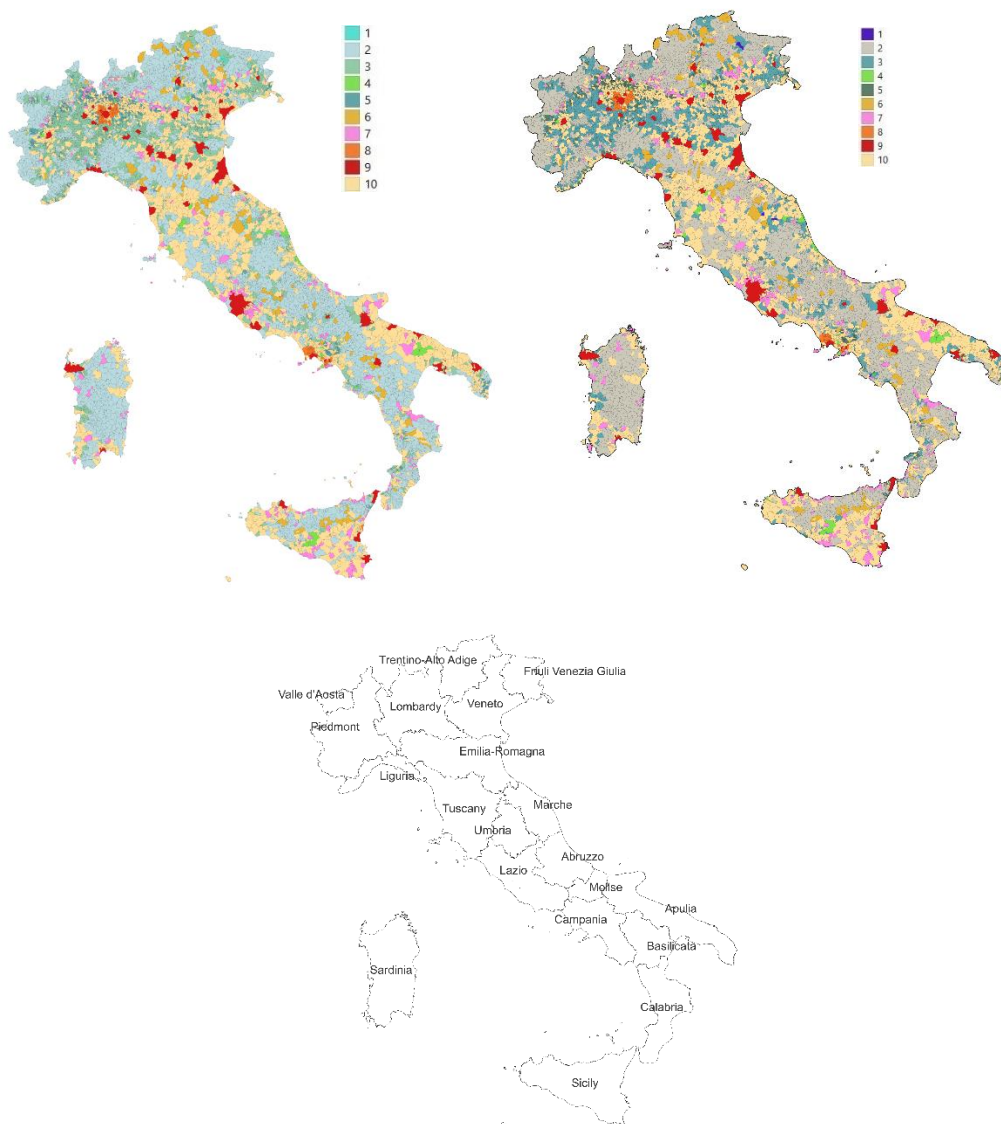 1
2
3
4
5
6
7
8
9
10
1
2
3
4
5
6
7
8
9
10
Trentino-Alto Adige
Friuli Venezia Giulia
Valle d'Aosta
Lombardy
Veneto
Piedmont
Emilia-Romagna
Liguria
Tuscany
Marche
Umbria
Abruzzo
Lazio
Molise
Apulia
Campania
Basilicata
Sardinia
Calabria
Sicily